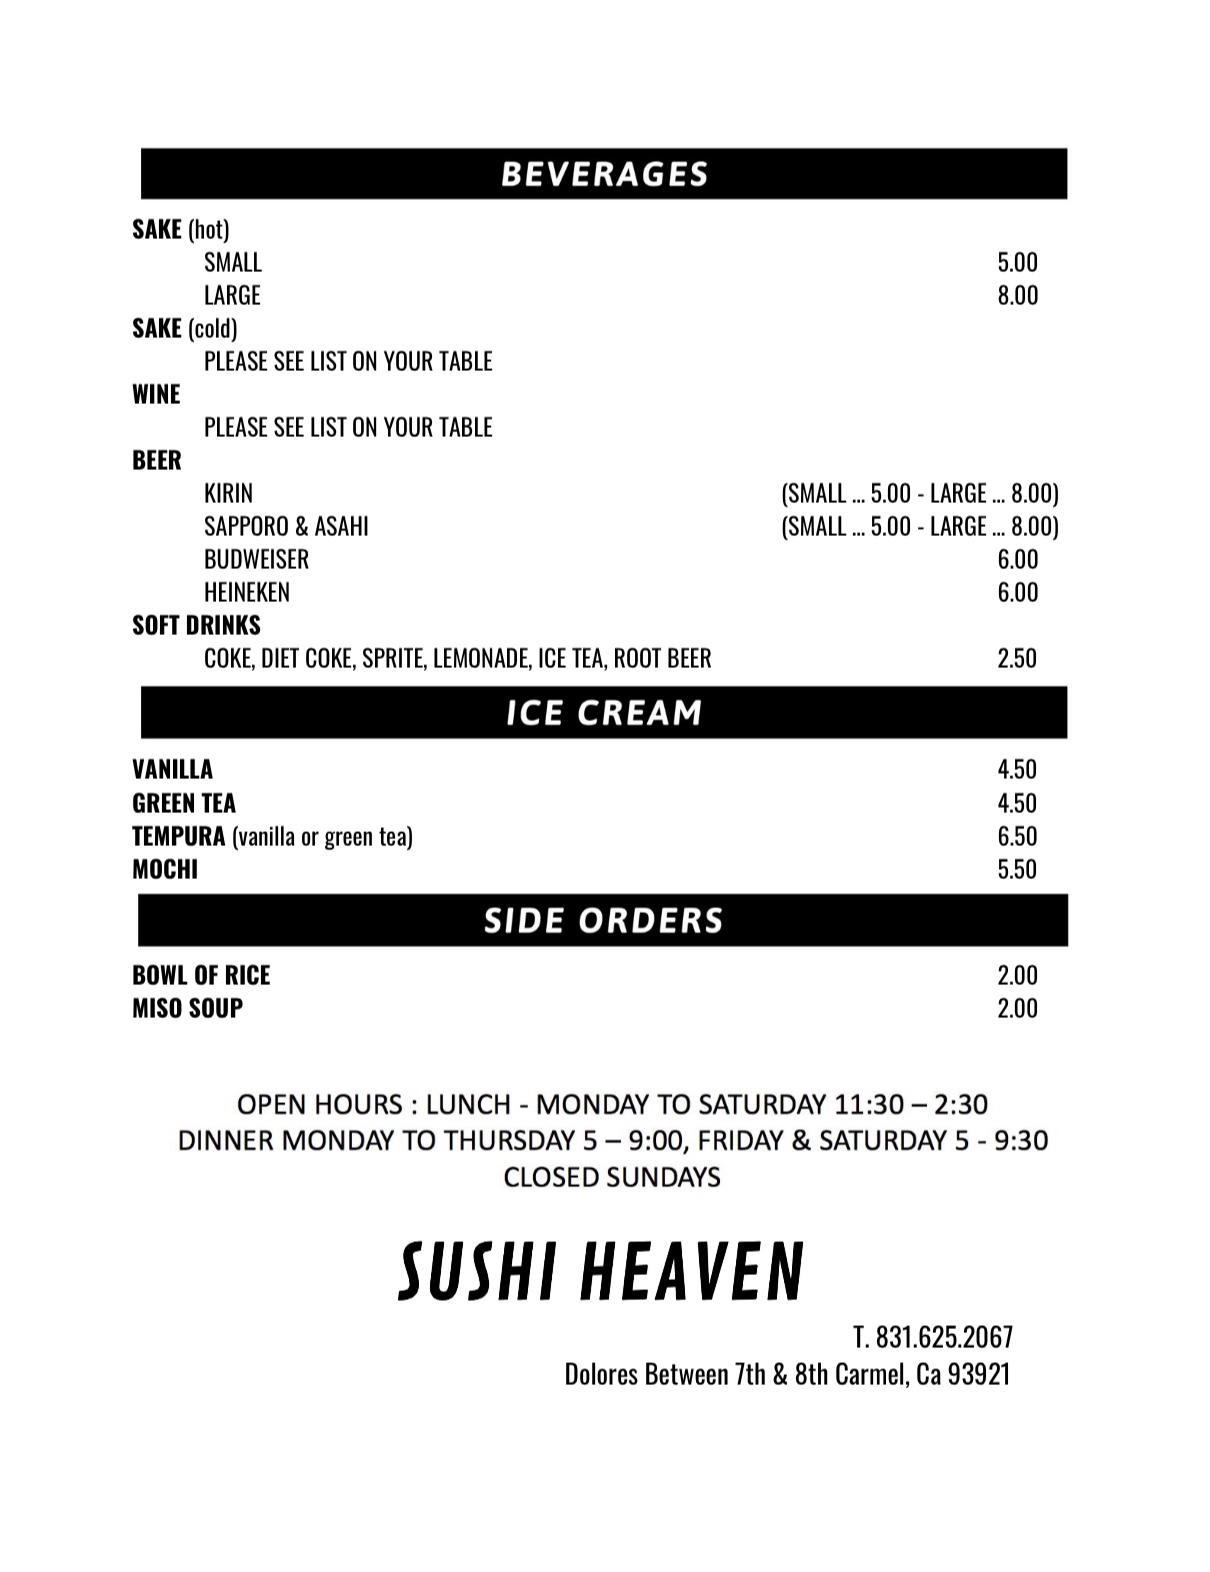 BEVERAGES
SAKE (hot)
SMALL 5.00
LARGE 8.00
SAKE (cold)
PLEASE SEE LIST ON YOUR TABLE
WINE
PLEASE SEE LIST ON YOUR TABLE
BEER
KIRIN (SMALL ... 5.00 - LARGE ... 8.00)
SAPPORO & ASAHI (SMALL ... 5.00 - LARGE ... 8.00)
BUDWEISER 6.00
HEINEKEN 6.00
SOFT DRINKS
COKE, DIET COKE, SPRITE, LEMONADE, ICE TEA, ROOT BEER 2.50
ICE CREAM
VANILLA 4.50
GREEN TEA 4.50
TEMPURA (vanilla or green tea) 6.50
MOCHI 5.50
SIDE ORDERS
BOWL OF RICE 2.00
MISO SOUP 2.00
OPEN HOURS : LUNCH - MONDAY TO SATURDAY 11:30 – 2:30
DINNER MONDAY TO THURSDAY 5 – 9:00, FRIDAY & SATURDAY 5 - 9:30
CLOSED SUNDAYS
SUSHI HEAVEN
T. 831.625.2067
Dolores Between 7th & 8th Carmel, Ca 93921